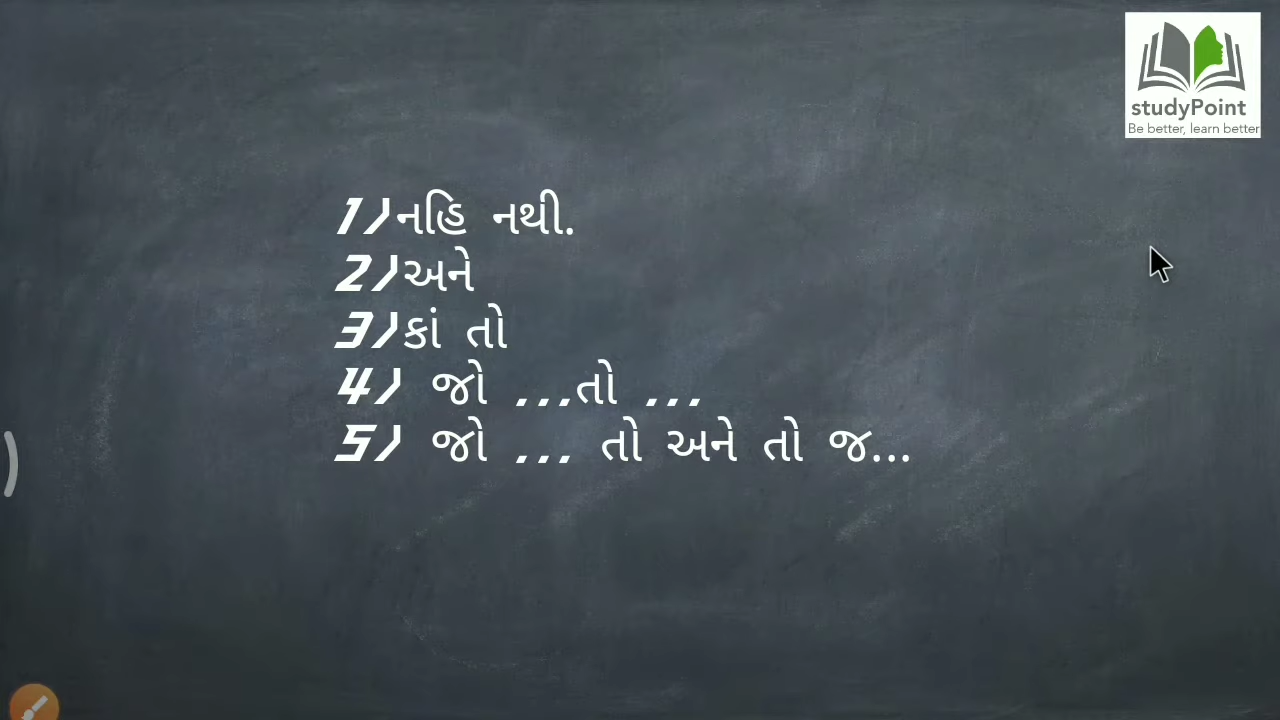 studyPoint
Be better, learn better
1)નહિ નથી.
2)અને
3)કાં તો
4) જો ...તો ...
5) જો ... તો અને તો જ...